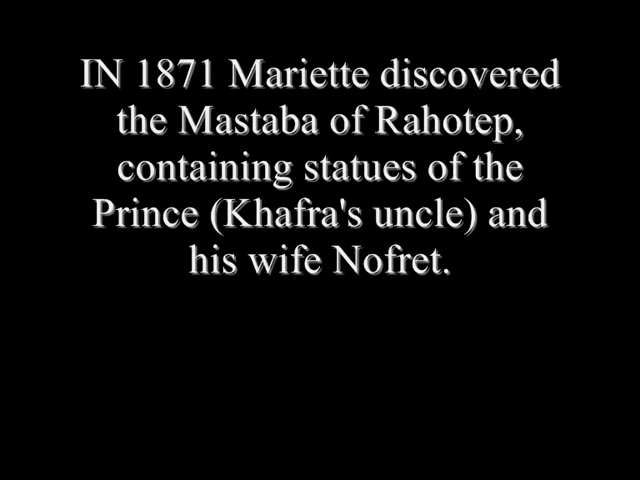 IN 1871 Mariette discovered
the Mastaba of Rahotep,
containing statues of the
Prince (Khafra's uncle) and
his wife Nofret.